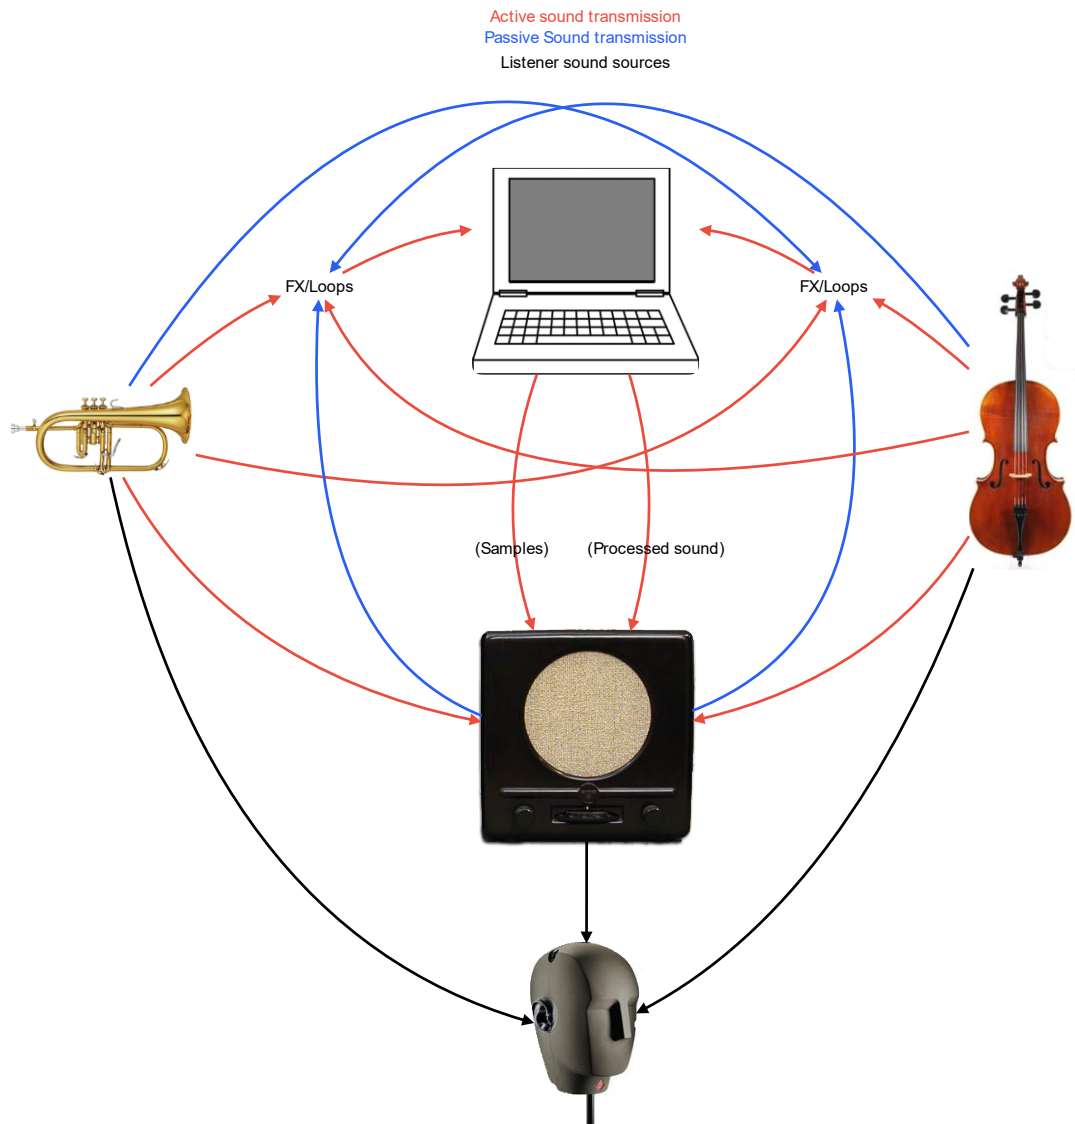 Active sound transmission
Passive Sound transmission
Listener sound sources
FX/Loops
FX/Loops
(Samples)
(Processed sound)